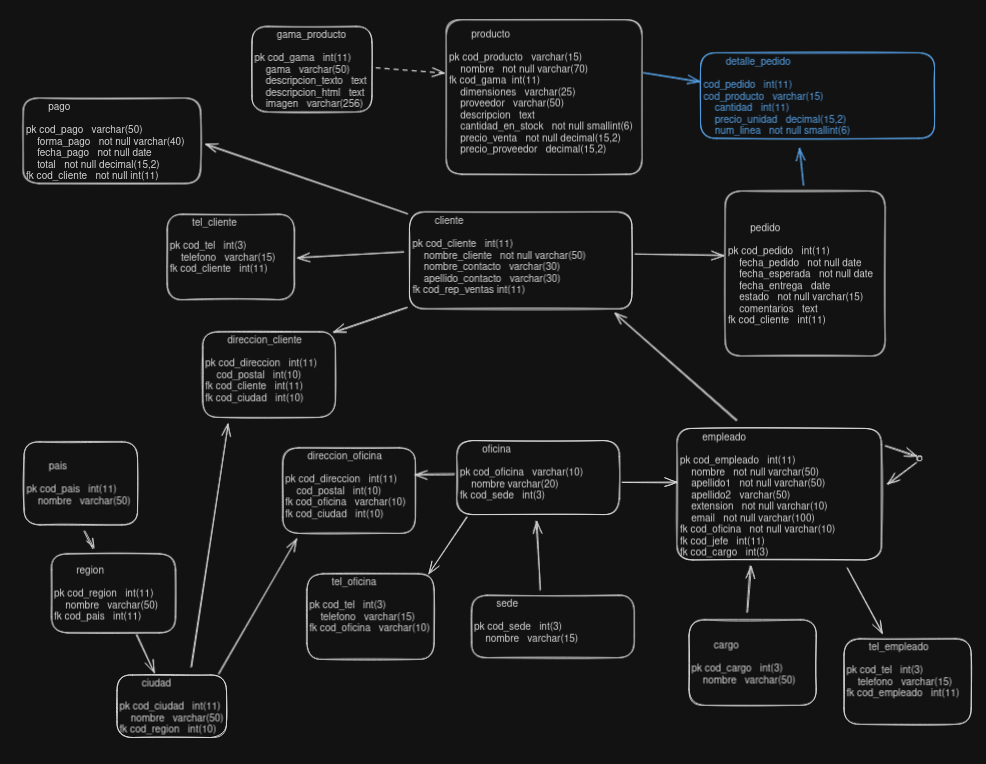 gama_producto
pk cod_gama int(11)
gama varchar(50)
descripcion_texto text
descripcion_html text
imagen varchar(256)
producto
pk cod_producto varchar(15)
nombre not null varchar(70)
fk cod_gama int(11)
dimensiones varchar(25)
proveedor varchar(50)
descripcion text
cantidad_en_stock not null smallint(6)
precio_venta not null decimal(15,2)
precio_proveedor decimal(15,2)
detalle_pedido
cod_pedido int(11)
cod_producto varchar(15)
cantidad int(11)
precio_unidad decimal(15,2)
num_linea not null smallint(6)
pago
pk cod_pago varchar(50)
forma_pago not null varchar(40)
fecha_pago not null date
total not null decimal(15,2)
fk cod_cliente not null int(11)
tel_cliente
pk cod_tel int(3)
telefono varchar(15)
fk cod_cliente int(11)
cliente
pk cod_cliente int(11)
nombre_cliente not null varchar(50)
nombre_contacto varchar(30)
apellido_contacto varchar(30)
fk cod_rep_ventas int(11)
pedido
pk cod_pedido int(11)
fecha_pedido not null date
fecha_esperada not null date
fecha_entrega date
estado not null varchar(15)
comentarios text
fk cod_cliente int(11)
direccion_cliente
pk cod_direccion int(11)
cod_postal int(10)
fk cod_cliente int(11)
fk cod_ciudad int(10)
pais
pk cod_pais int(11)
nombre varchar(50)
direccion_oficina
pk cod_direccion int(11)
cod_postal int(10)
fk cod_oficina varchar(10)
fk cod_ciudad int(10)
oficina
pk cod_oficina varchar(10)
nombre varchar(20)
fk cod_sede int(3)
empleado
pk cod_empleado int(11)
nombre not null varchar(50)
apellido1 not null varchar(50)
apellido2 varchar(50)
extension not null varchar(10)
email not null varchar(100)
fk cod_oficina not null varchar(10)
fk cod_jefe int(11)
fk cod_cargo int(3)
region
pk cod_region int(11)
nombre varchar(50)
fk cod_pais int(11)
tel_oficina
pk cod_tel int(3)
telefono varchar(15)
fk cod_oficina varchar(10)
sede
pk cod_sede int(3)
nombre varchar(15)
cargo
pk cod_cargo int(3)
nombre varchar(50)
tel_empleado
pk cod_tel int(3)
telefono varchar(15)
fk cod_empleado int(11)
ciudad
pk cod_ciudad int(11)
nombre varchar(50)
fk cod_region int(10)